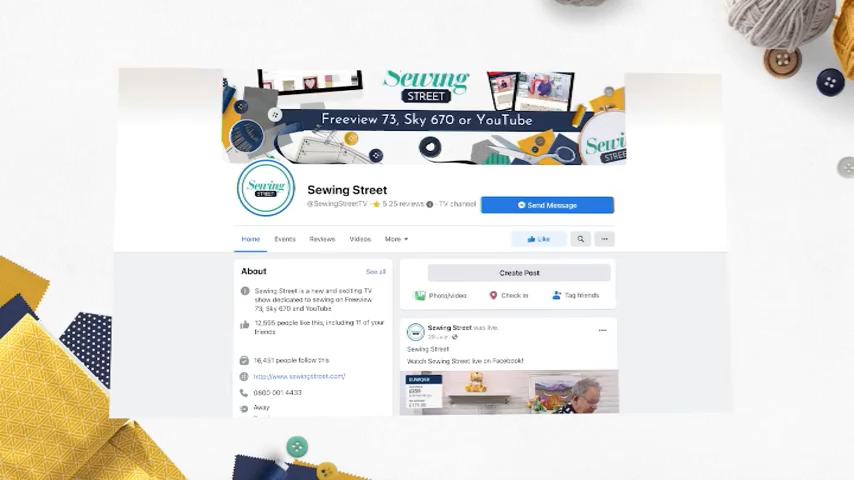 Sewing
STREET
Freeview 73, Sky 670 or YouTube
Sewing
STREET
Sewing Street
@SewingStreetTV · 5 25 reviews · TV channel
Send Message
Home Events Reviews Videos More
Like
About See all
Sewing Street is a new and exciting TV
show dedicated to sewing on Freeview
73, Sky 670 and YouTube
12,595 people like this, including 11 of your
friends
16,451 people follow this
http://www.sewingstreet.com/
0800 001 4433
Away
Create Post
Photo/video Check in Tag friends
Sewing Street was live.
Sewing Street
Watch Sewing Street live on Facebook!